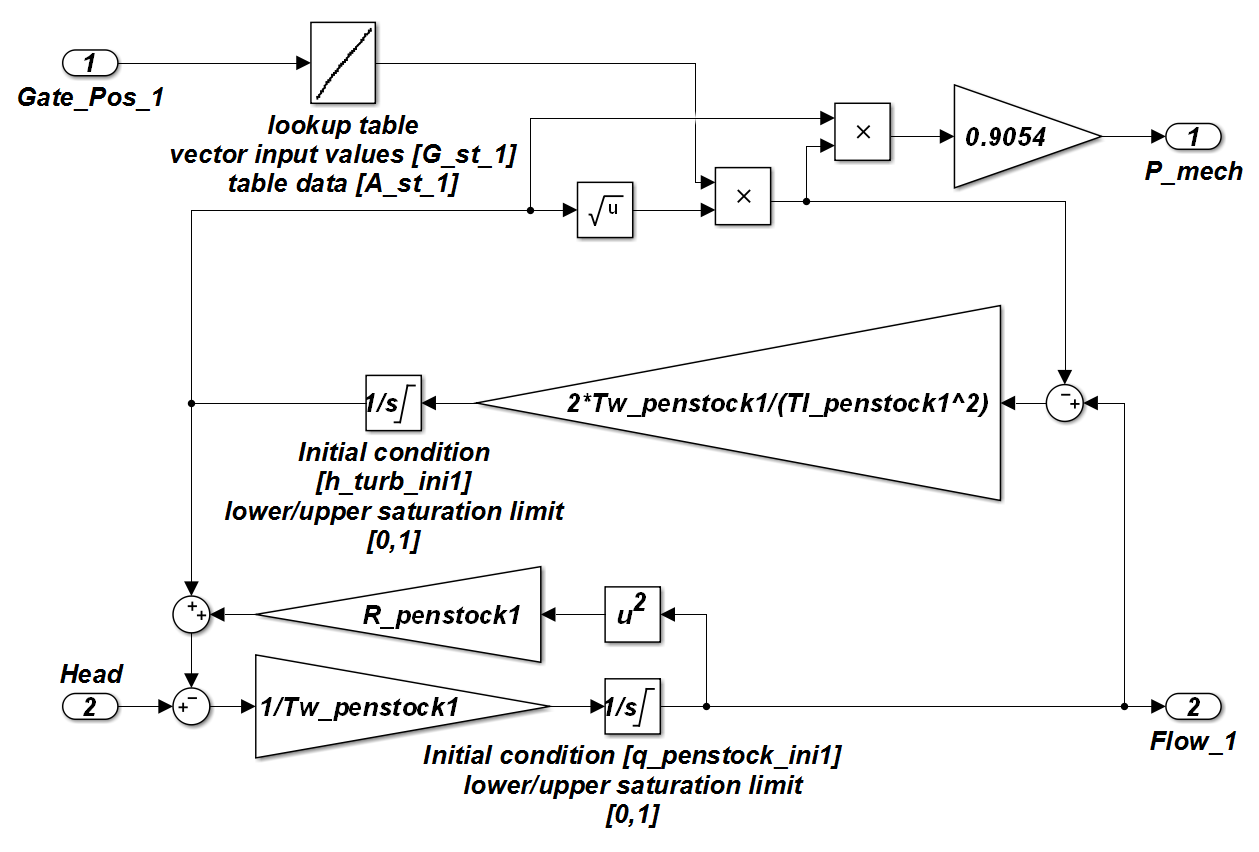 1
Gate_Pos_1
lookup table
vector input values [G_st_1]
table data [A_st_1]
√u
×
×
0.9054
1
P_mech
1/s
2*Tw_penstock1/(Tl_penstock1^2)
−
+
Initial condition
[h_turb_ini1]
lower/upper saturation limit
[0,1]
+
+
R_penstock1
u2
Head
2
−
+
1/Tw_penstock1
1/s
2
Flow_1
Initial condition [q_penstock_ini1]
lower/upper saturation limit
[0,1]